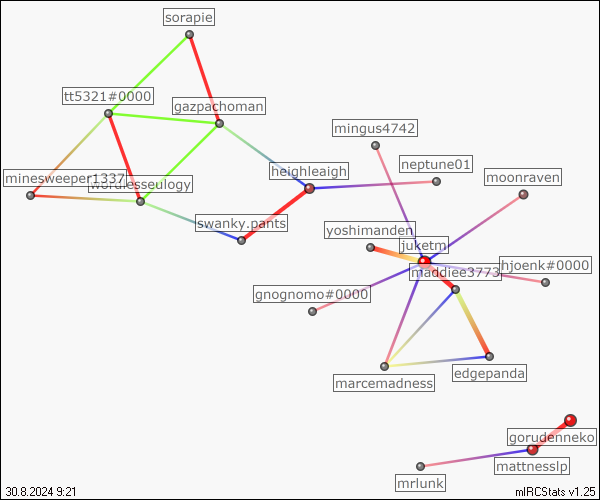 sorapie
tt5321#0000
gazpachoman
mingus4742
neptune01
heighleaigh
moonraven
minesweeper1337
wordlesseulogy
swanky.pants
yoshimanden
juketm
maddiee3773
hjoenk#0000
gnognomo#0000
marcemadness
edgepanda
gorudenneko
mattnesslp
mrlunk
30.8.2024 9:21
mIRCStats v1.25